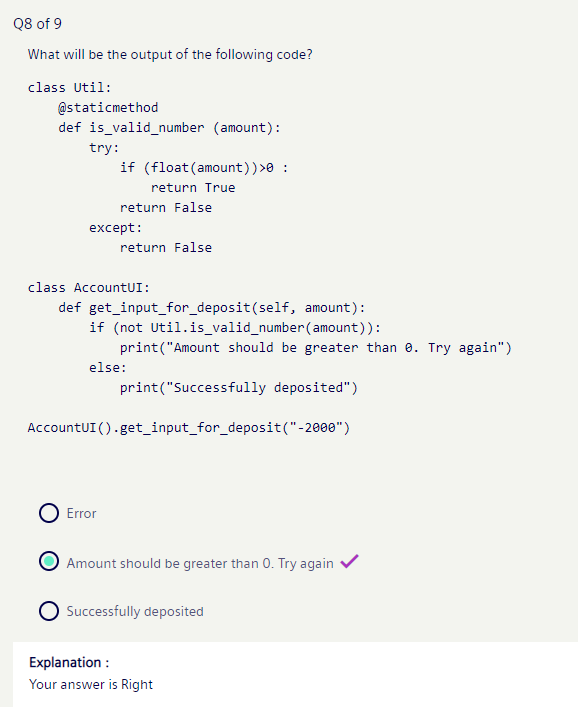 Q8 of 9
What will be the output of the following code?
class Util:
    @staticmethod
    def is_valid_number (amount):
        try:
            if (float(amount))>0 :
                return True
            return False
        except:
            return False
class AccountUI:
    def get_input_for_deposit(self, amount):
        if (not Util.is_valid_number(amount)):
            print("Amount should be greater than 0. Try again")
        else:
            print("Successfully deposited")
AccountUI().get_input_for_deposit("-2000")
Error
Amount should be greater than 0. Try again
Successfully deposited
Explanation :
Your answer is Right